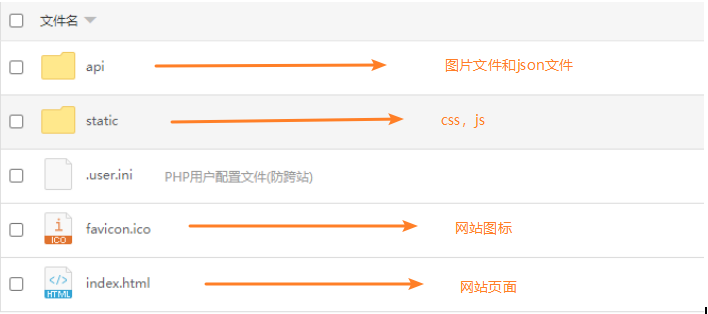 文件名
api 图片文件和json文件
static css，js
.user.ini PHP用户配置文件(防跨站)
ICO favicon.ico 网站图标
HTML index.html 网站页面